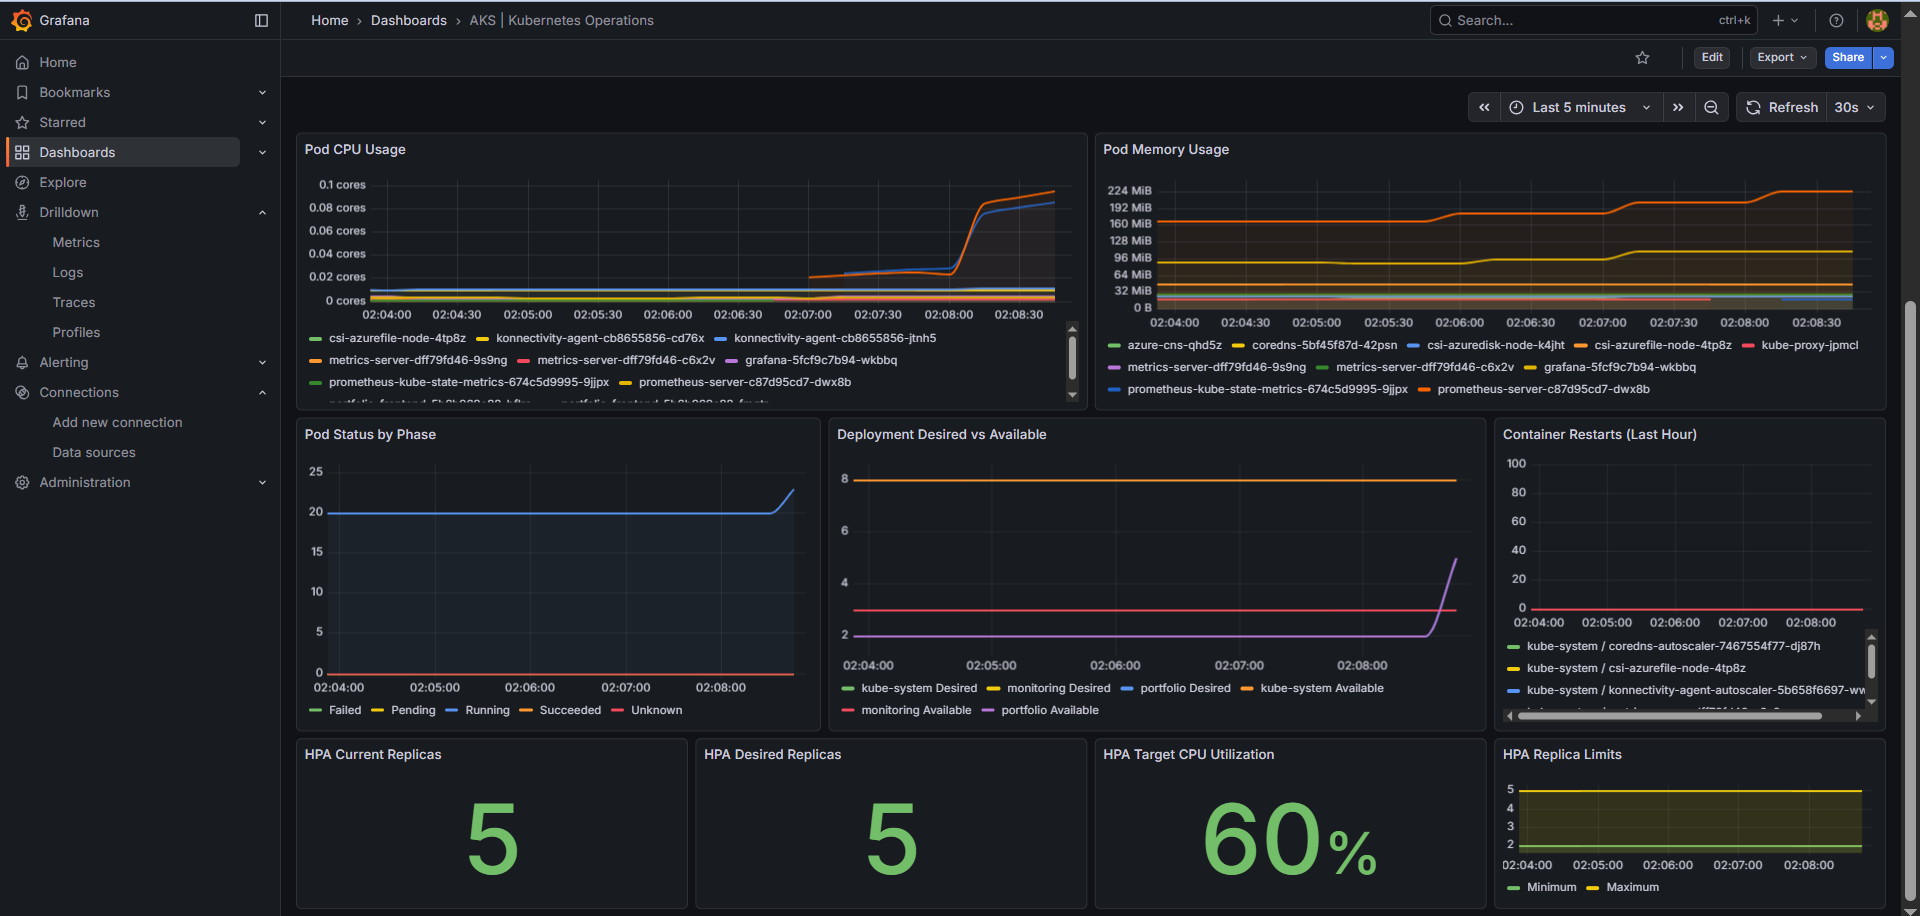 Grafana
Home › Dashboards › AKS | Kubernetes Operations
Search... ctrl+k
Home
Bookmarks
Starred
Dashboards
Explore
Drilldown
Metrics
Logs
Traces
Profiles
Alerting
Connections
Add new connection
Data sources
Administration
Edit
Export
Share
Last 5 minutes
Refresh
30s
Pod CPU Usage
0.1 cores
0.08 cores
0.06 cores
0.04 cores
0.02 cores
0 cores
02:04:00 02:04:30 02:05:00 02:05:30 02:06:00 02:06:30 02:07:00 02:07:30 02:08:00 02:08:30
csi-azurefile-node-4tp8z konnectivity-agent-cb8655856-cd76x konnectivity-agent-cb8655856-jtnh5
metrics-server-dff79fd46-9s9ng metrics-server-dff79fd46-c6x2v grafana-5fcf9c7b94-wkbbq
prometheus-kube-state-metrics-674c5d9995-9jjpx prometheus-server-c87d95cd7-dwx8b
Pod Memory Usage
224 MiB
192 MiB
160 MiB
128 MiB
96 MiB
64 MiB
32 MiB
0 B
02:04:00 02:04:30 02:05:00 02:05:30 02:06:00 02:06:30 02:07:00 02:07:30 02:08:00 02:08:30
azure-cns-qhd5z coredns-5bf45f87d-42psn csi-azuredisk-node-k4jht csi-azurefile-node-4tp8z kube-proxy-jpmcl
metrics-server-dff79fd46-9s9ng metrics-server-dff79fd46-c6x2v grafana-5fcf9c7b94-wkbbq
prometheus-kube-state-metrics-674c5d9995-9jjpx prometheus-server-c87d95cd7-dwx8b
Pod Status by Phase
25
20
15
10
5
0
02:04:00 02:05:00 02:06:00 02:07:00 02:08:00
Failed Pending Running Succeeded Unknown
Deployment Desired vs Available
8
6
4
2
02:04:00 02:05:00 02:06:00 02:07:00 02:08:00
kube-system Desired monitoring Desired portfolio Desired kube-system Available
monitoring Available portfolio Available
Container Restarts (Last Hour)
100
80
60
40
20
0
02:04:00 02:05:00 02:06:00 02:07:00 02:08:00
kube-system / coredns-autoscaler-7467554f77-dj87h
kube-system / csi-azurefile-node-4tp8z
kube-system / konnectivity-agent-autoscaler-5b658f6697-ww
HPA Current Replicas
5
HPA Desired Replicas
5
HPA Target CPU Utilization
60%
HPA Replica Limits
5
4
3
2
02:04:00 02:05:00 02:06:00 02:07:00 02:08:00
Minimum Maximum